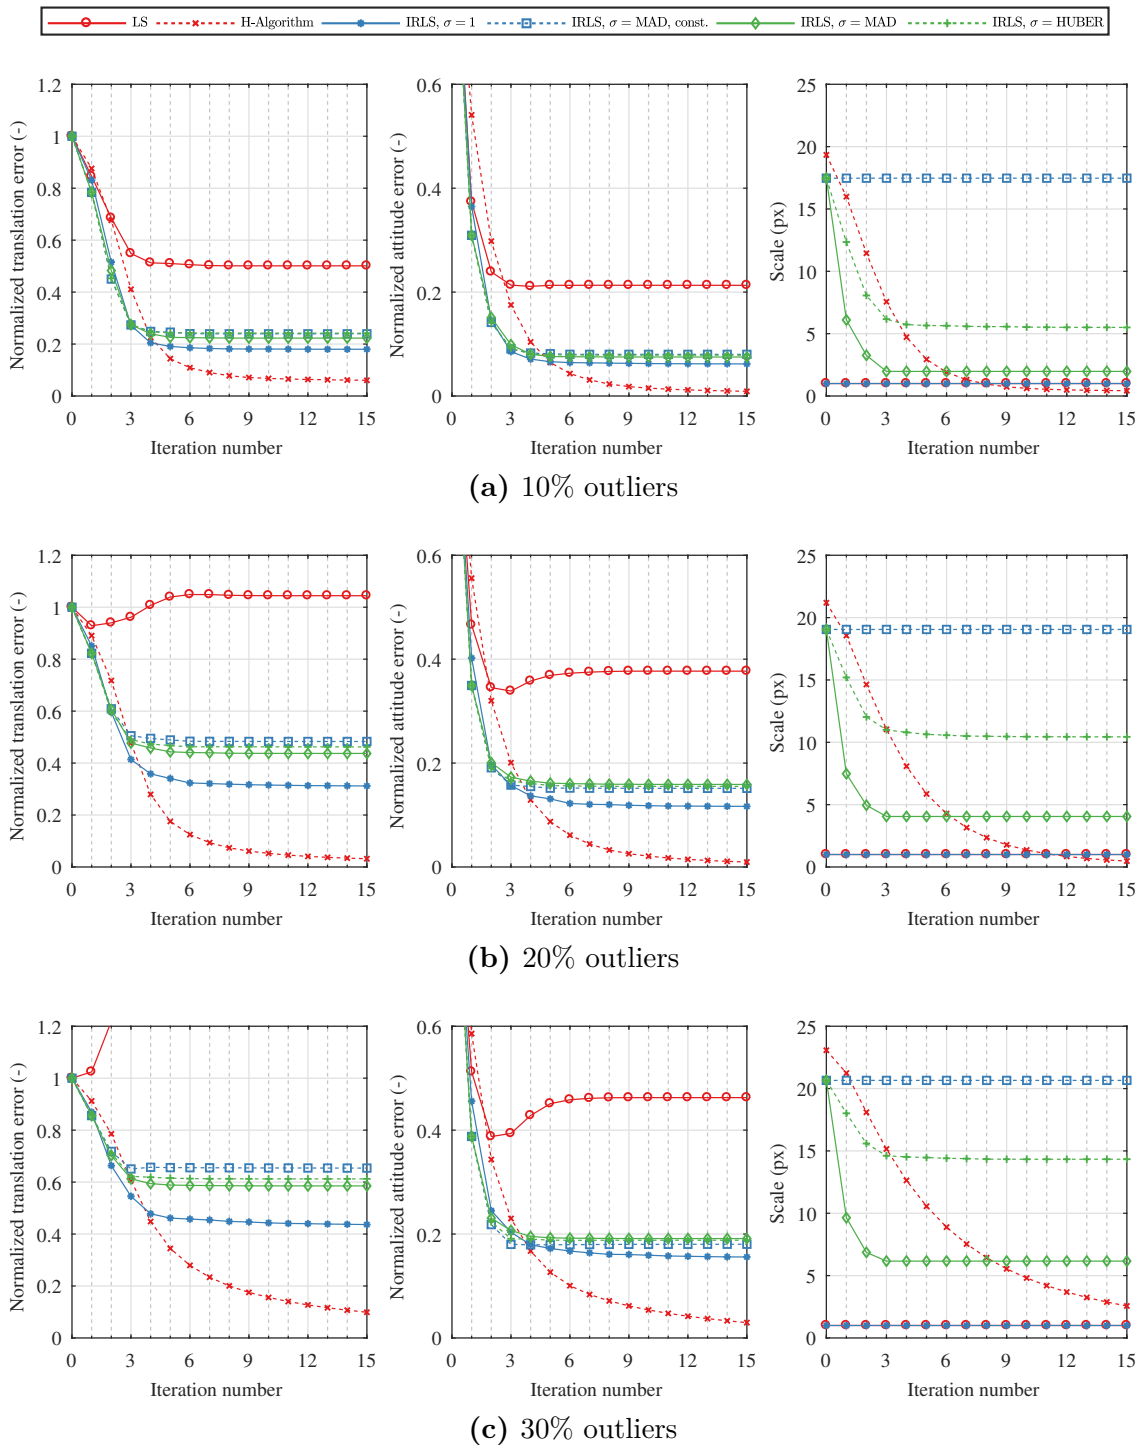 LS H-Algorithm IRLS, σ = 1 IRLS, σ = MAD, const. IRLS, σ = MAD IRLS, σ = HUBER
Normalized translation error (-)
1.2
1
0.8
0.6
0.4
0.2
0
0 3 6 9 12 15
Iteration number
Normalized attitude error (-)
0.6
0.4
0.2
0
0 3 6 9 12 15
Iteration number
Scale (px)
25
20
15
10
5
0
0 3 6 9 12 15
Iteration number
(a) 10% outliers
Normalized translation error (-)
1.2
1
0.8
0.6
0.4
0.2
0
0 3 6 9 12 15
Iteration number
Normalized attitude error (-)
0.6
0.4
0.2
0
0 3 6 9 12 15
Iteration number
Scale (px)
25
20
15
10
5
0
0 3 6 9 12 15
Iteration number
(b) 20% outliers
Normalized translation error (-)
1.2
1
0.8
0.6
0.4
0.2
0
0 3 6 9 12 15
Iteration number
Normalized attitude error (-)
0.6
0.4
0.2
0
0 3 6 9 12 15
Iteration number
Scale (px)
25
20
15
10
5
0
0 3 6 9 12 15
Iteration number
(c) 30% outliers